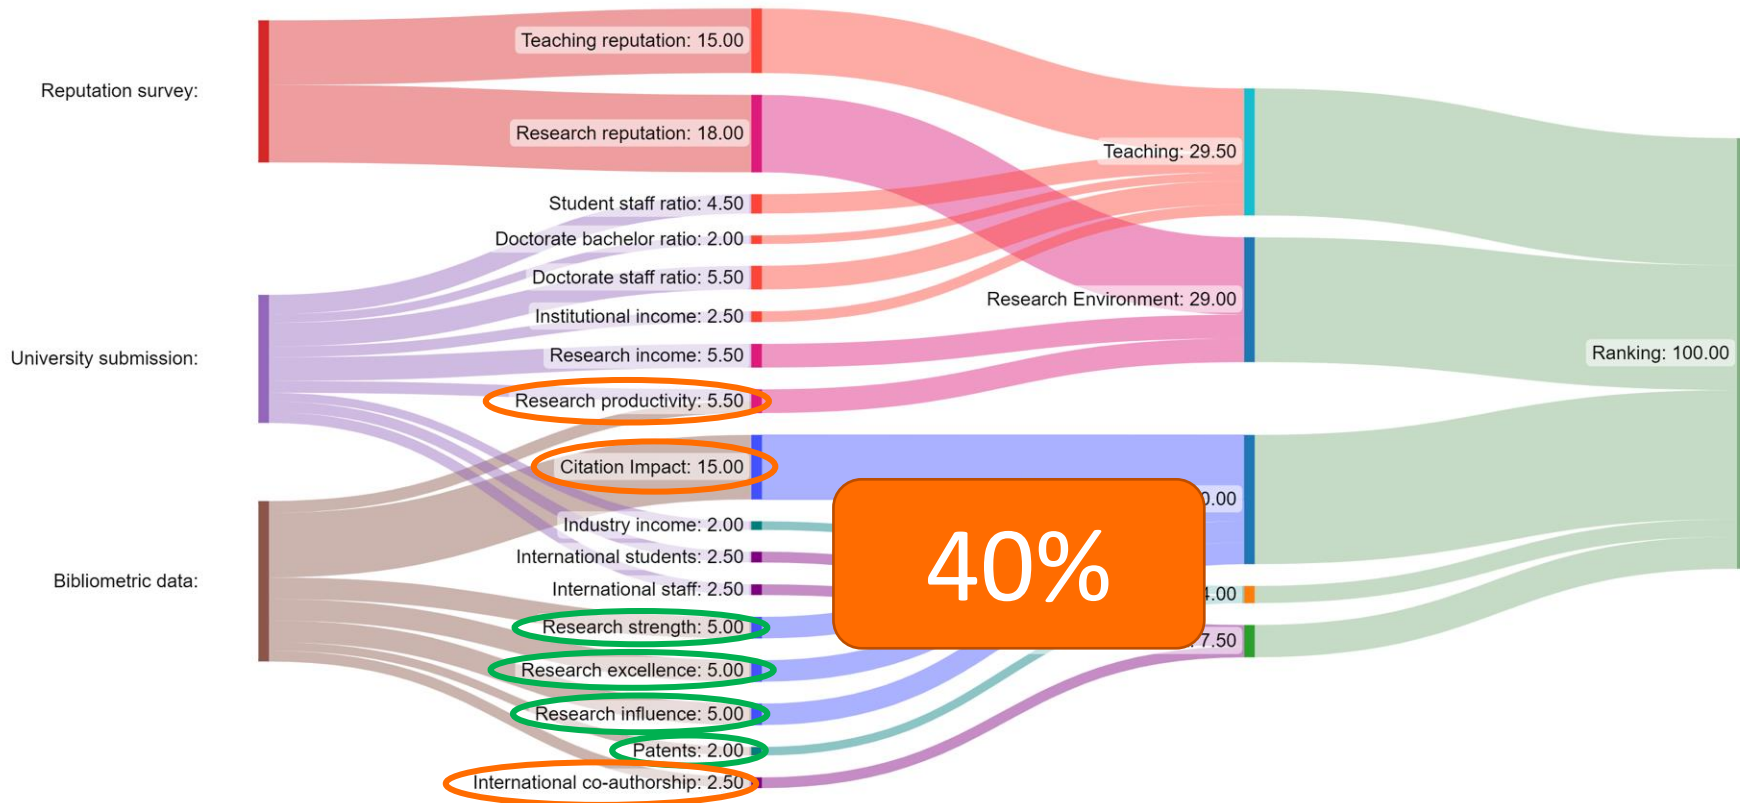 Reputation survey:
University submission:
Bibliometric data:
Teaching reputation: 15.00
Research reputation: 18.00
Student staff ratio: 4.50
Doctorate bachelor ratio: 2.00
Doctorate staff ratio: 5.50
Institutional income: 2.50
Research income: 5.50
Research productivity: 5.50
Citation Impact: 15.00
Industry income: 2.00
International students: 2.50
International staff: 2.50
Research strength: 5.00
Research excellence: 5.00
Research influence: 5.00
Patents: 2.00
International co-authorship: 2.50
Teaching: 29.50
Research Environment: 29.00
40%
7.50
Ranking: 100.00